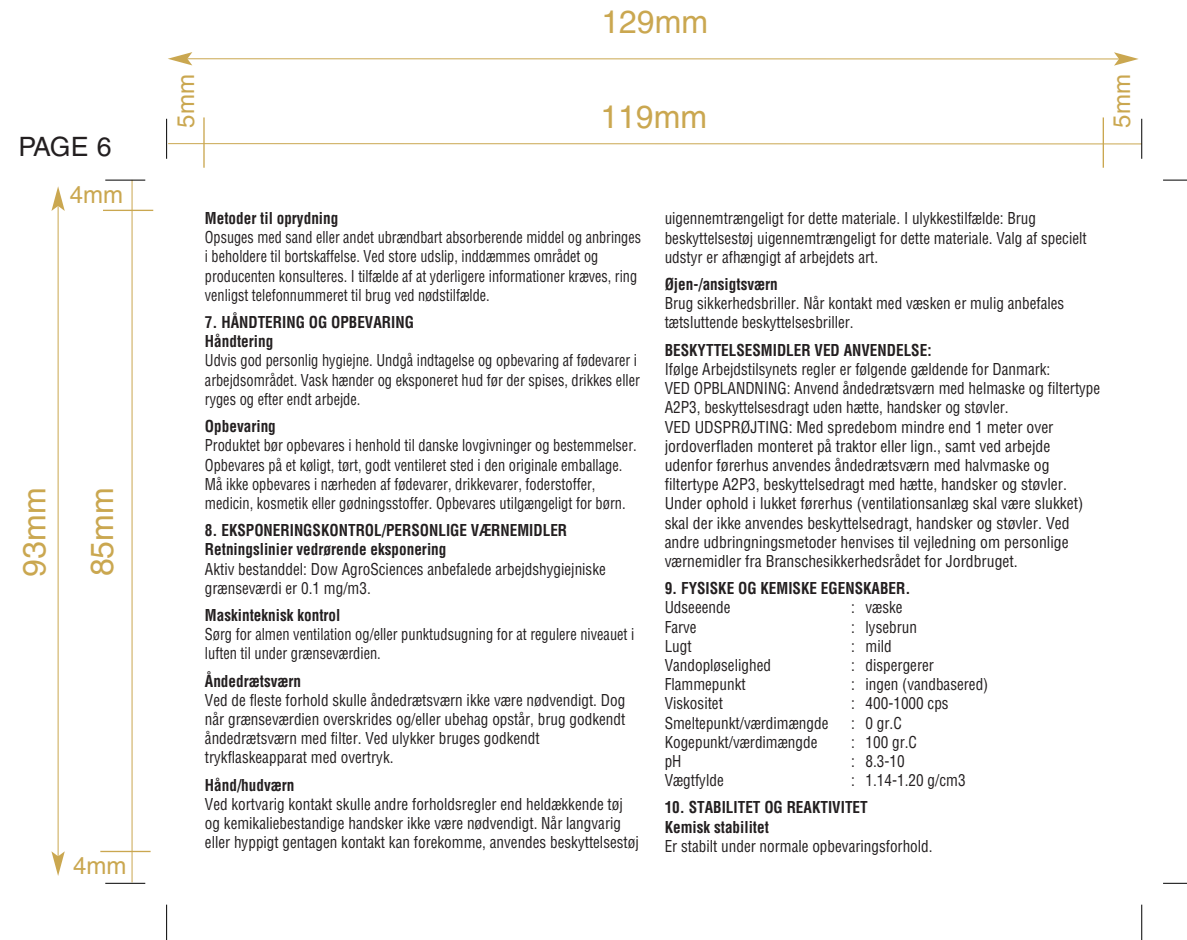 129mm
5mm
119mm
5mm
PAGE 6
4mm
93mm
85mm
4mm
Metoder til oprydning
Opsuges med sand eller andet ubrændbart absorberende middel og anbringes
i beholdere til bortskaffelse. Ved store udslip, inddæmmes området og
producenten konsulteres. I tilfælde af at yderligere informationer kræves, ring
venligst telefonnummeret til brug ved nødstilfælde.
7. HÅNDTERING OG OPBEVARING
Håndtering
Udvis god personlig hygiejne. Undgå indtagelse og opbevaring af fødevarer i
arbejdsområdet. Vask hænder og eksponeret hud før der spises, drikkes eller
ryges og efter endt arbejde.
Opbevaring
Produktet bør opbevares i henhold til danske lovgivninger og bestemmelser.
Opbevares på et køligt, tørt, godt ventileret sted i den originale emballage.
Må ikke opbevares i nærheden af fødevarer, drikkevarer, foderstoffer,
medicin, kosmetik eller gødningsstoffer. Opbevares utilgængeligt for børn.
8. EKSPONERINGSKONTROL/PERSONLIGE VÆRNEMIDLER
Retningslinier vedrørende eksponering
Aktiv bestanddel: Dow AgroSciences anbefalede arbejdshygiejniske
grænseværdi er 0.1 mg/m3.
Maskinteknisk kontrol
Sørg for almen ventilation og/eller punktudsugning for at regulere niveauet i
luften til under grænseværdien.
Åndedrætsværn
Ved de fleste forhold skulle åndedrætsværn ikke være nødvendigt. Dog
når grænseværdien overskrides og/eller ubehag opstår, brug godkendt
åndedrætsværn med filter. Ved ulykker bruges godkendt
trykflaskeapparat med overtryk.
Hånd/hudværn
Ved kortvarig kontakt skulle andre forholdsregler end heldækkende tøj
og kemikaliebestandige handsker ikke være nødvendigt. Når langvarig
eller hyppigt gentagen kontakt kan forekomme, anvendes beskyttelsestøj
uigennemtrængeligt for dette materiale. I ulykkestilfælde: Brug
beskyttelsestøj uigennemtrængeligt for dette materiale. Valg af specielt
udstyr er afhængigt af arbejdets art.
Øjen-/ansigtsværn
Brug sikkerhedsbriller. Når kontakt med væsken er mulig anbefales
tætsluttende beskyttelsesbriller.
BESKYTTELSESMIDLER VED ANVENDELSE:
Ifølge Arbejdstilsynets regler er følgende gældende for Danmark:
VED OPBLANDNING: Anvend åndedrætsværn med helmaske og filtertype
A2P3, beskyttelsesdragt uden hætte, handsker og støvler.
VED UDSPRØJTING: Med spredebom mindre end 1 meter over
jordoverfladen monteret på traktor eller lign., samt ved arbejde
udenfor førerhus anvendes åndedrætsværn med halvmaske og
filtertype A2P3, beskyttelsedragt med hætte, handsker og støvler.
Under ophold i lukket førerhus (ventilationsanlæg skal være slukket)
skal der ikke anvendes beskyttelsedragt, handsker og støvler. Ved
andre udbringningsmetoder henvises til vejledning om personlige
værnemidler fra Branschesikkerhedsrådet for Jordbruget.
9. FYSISKE OG KEMISKE EGENSKABER.
Udseeende : væske
Farve : lysebrun
Lugt : mild
Vandopløselighed : dispergerer
Flammepunkt : ingen (vandbasered)
Viskositet : 400-1000 cps
Smeltepunkt/værdimængde : 0 gr.C
Kogepunkt/værdimængde : 100 gr.C
pH : 8.3-10
Vægtfylde : 1.14-1.20 g/cm3
10. STABILITET OG REAKTIVITET
Kemisk stabilitet
Er stabilt under normale opbevaringsforhold.